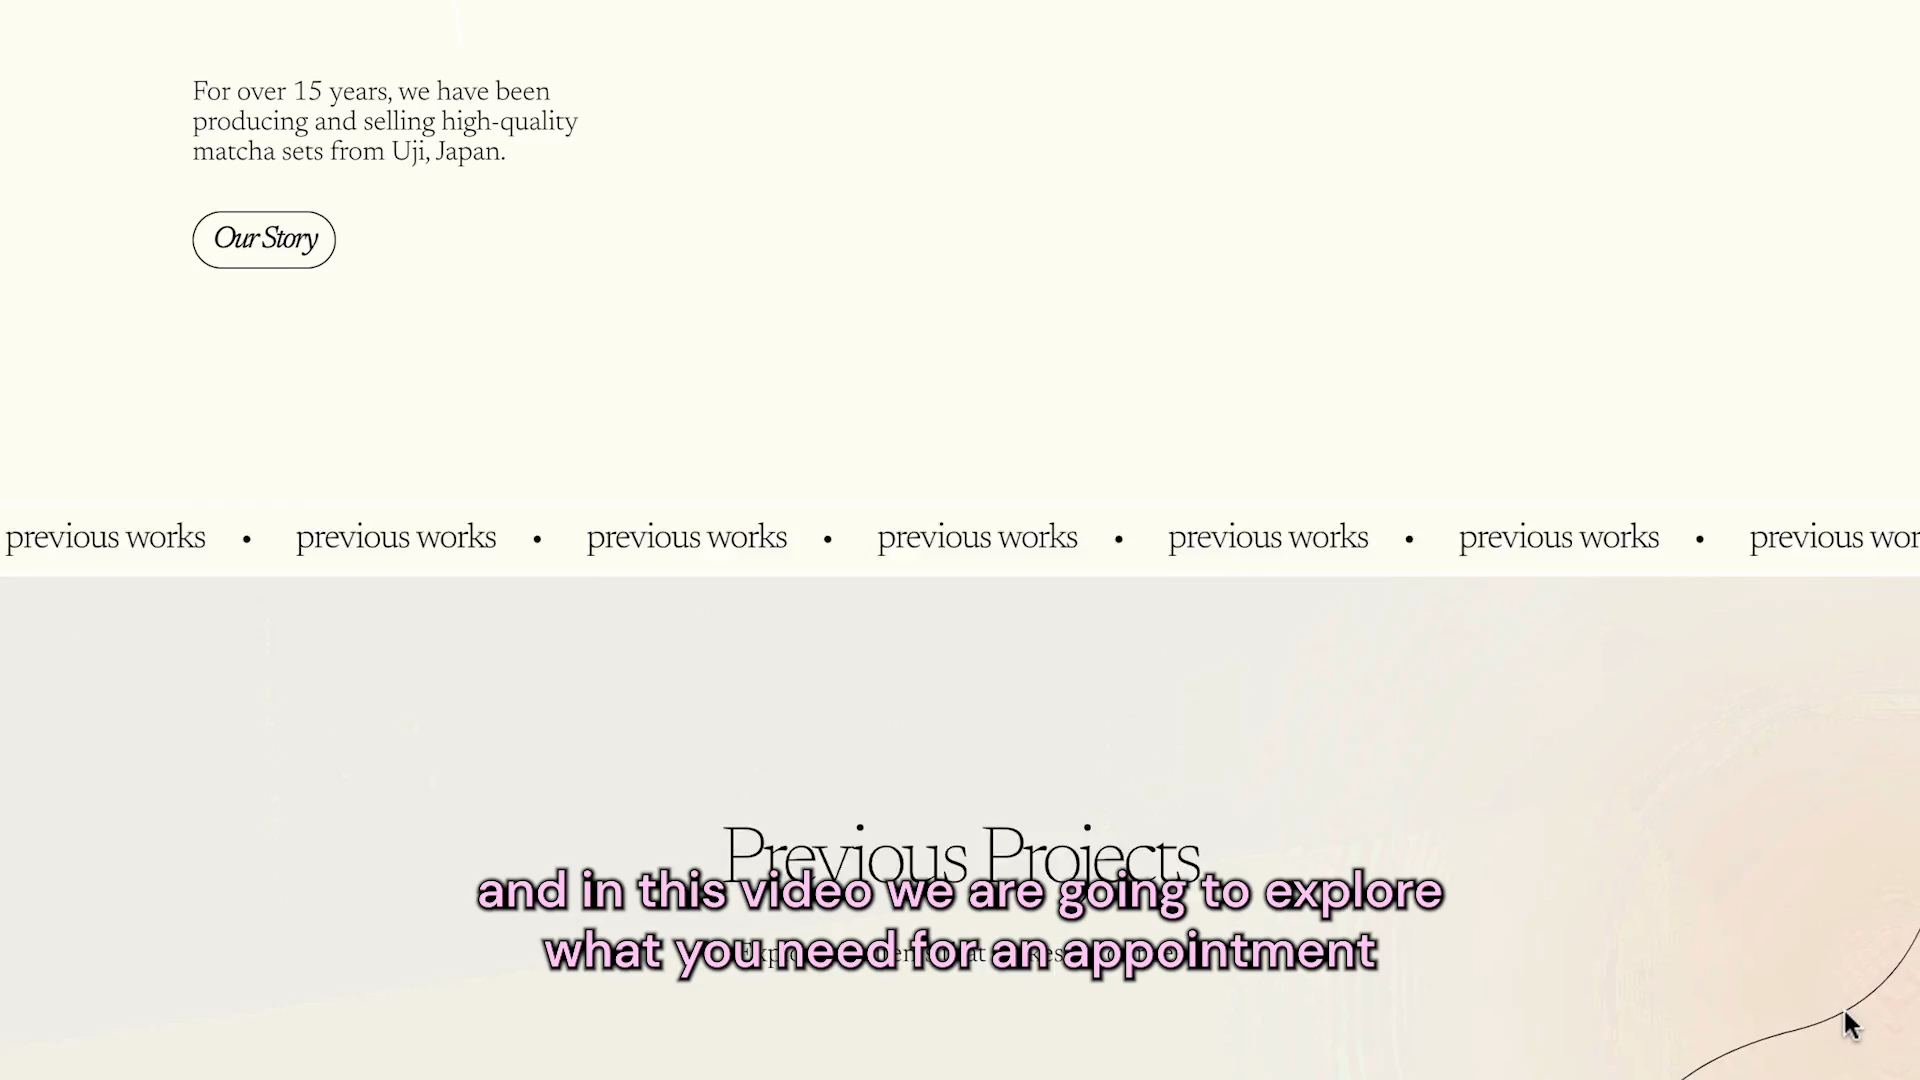 For over 15 years, we have been
producing and selling high-quality
matcha sets from Uji, Japan.
Our Story
previous works • previous works • previous works • previous works • previous works • previous works • previous wor
Previous Projects
and in this video we are going to explore
what you need for an appointment